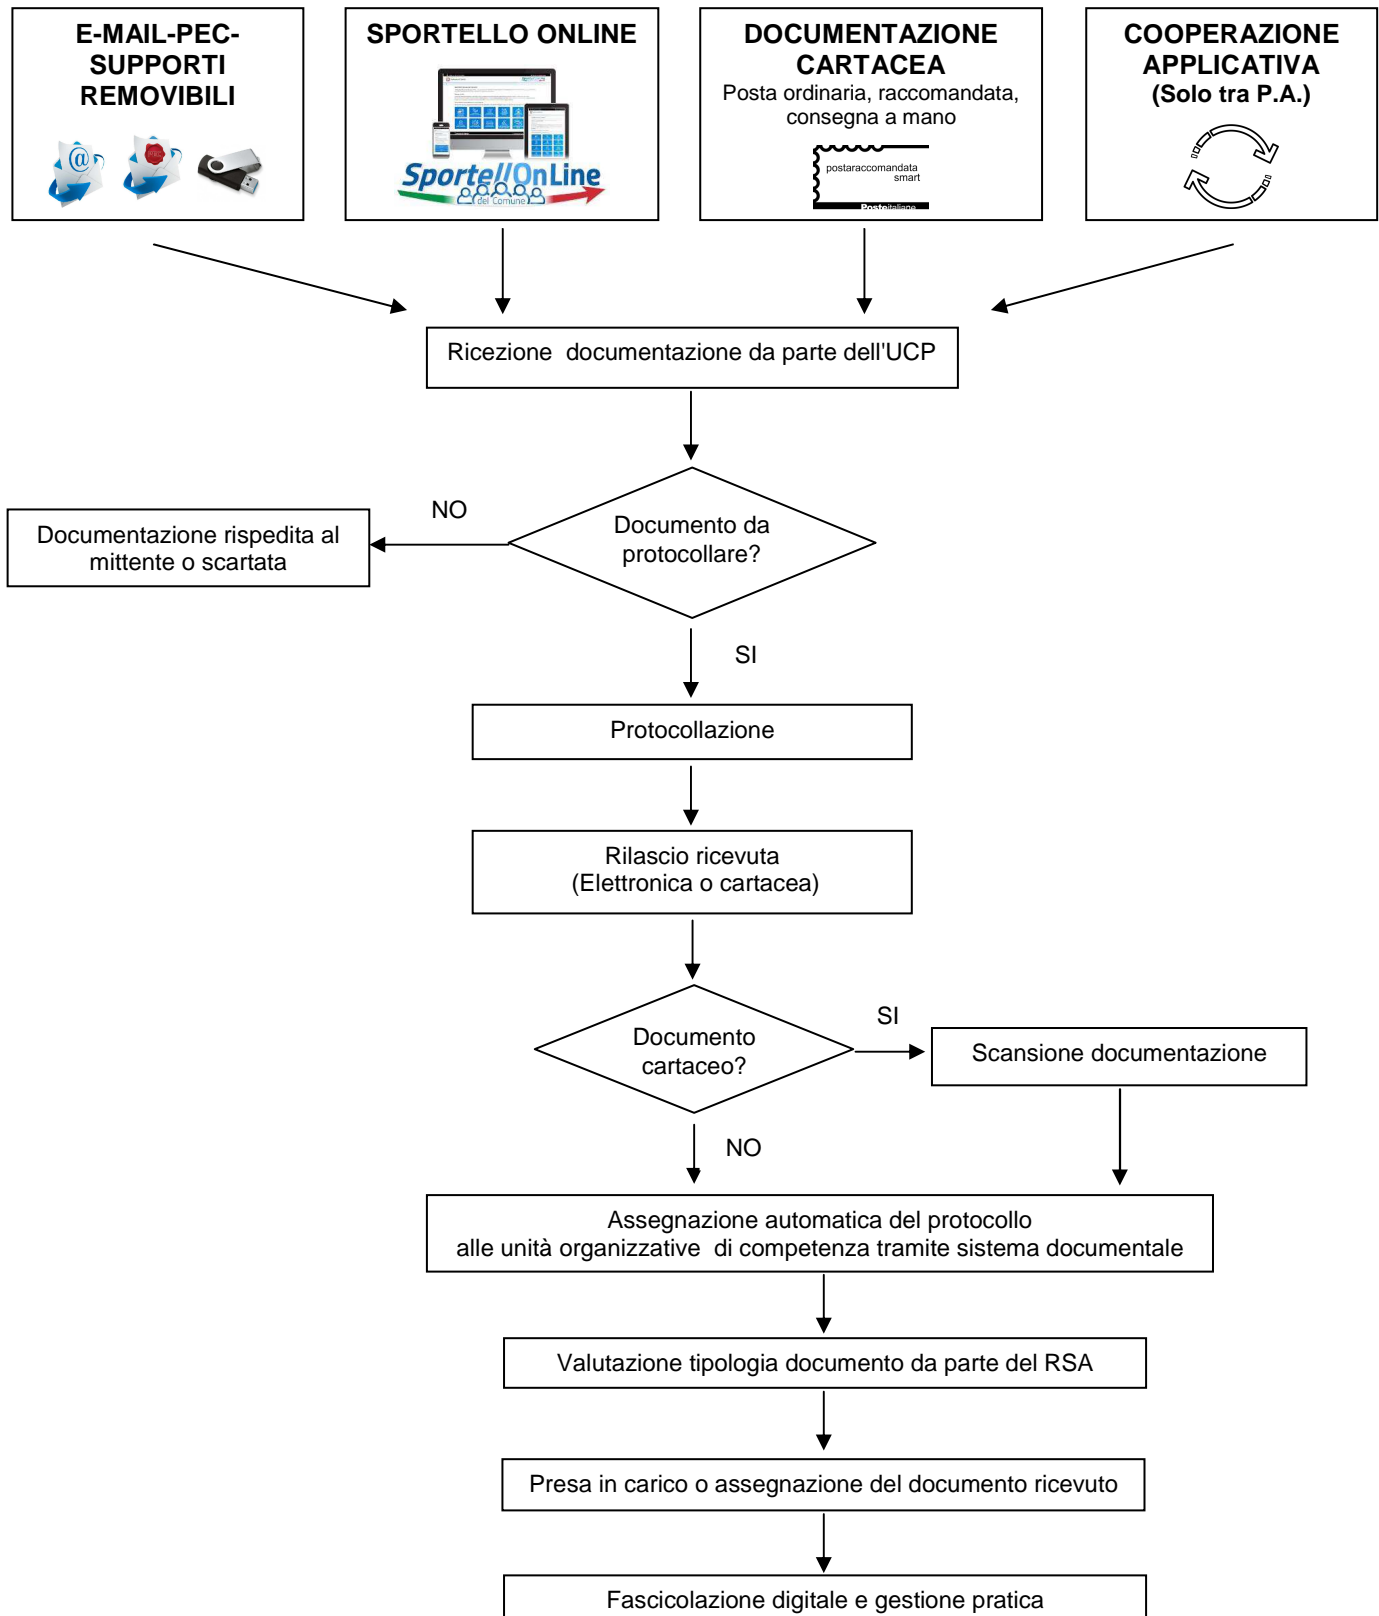 E-MAIL-PEC-
SUPPORTI
REMOVIBILI
@
SPORTELLO ONLINE
SportellOnLine
del Comune
DOCUMENTAZIONE
CARTACEA
Posta ordinaria, raccomandata,
consegna a mano
postaraccomandata
smart
Posteitaliane
COOPERAZIONE
APPLICATIVA
(Solo tra P.A.)
Ricezione documentazione da parte dell'UCP
Documento da
protocollare?
NO
Documentazione rispedita al
mittente o scartata
SI
Protocollazione
Rilascio ricevuta
(Elettronica o cartacea)
Documento
cartaceo?
SI
Scansione documentazione
NO
Assegnazione automatica del protocollo
alle unità organizzative di competenza tramite sistema documentale
Valutazione tipologia documento da parte del RSA
Presa in carico o assegnazione del documento ricevuto
Fascicolazione digitale e gestione pratica